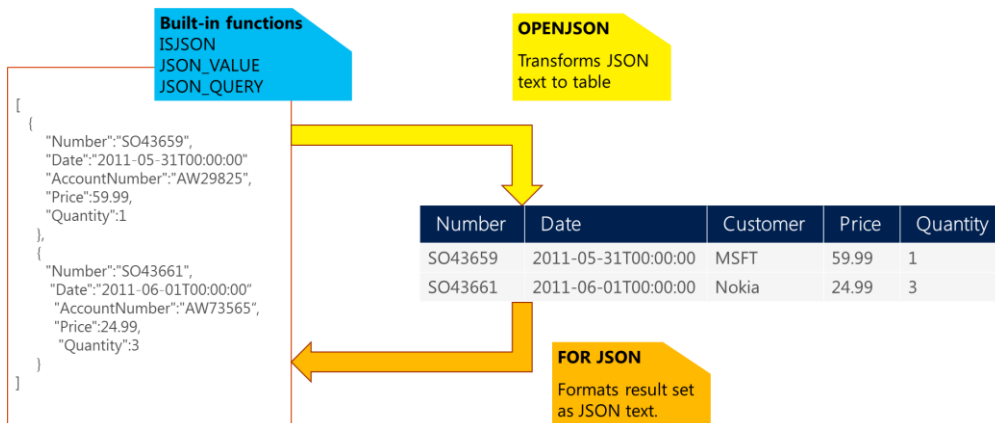 Built-in functions
ISJSON
JSON_VALUE
JSON_QUERY
OPENJSON
Transforms JSON
text to table
[
{
"Number":"SO43659",
"Date":"2011-05-31T00:00:00"
"AccountNumber":"AW29825",
"Price":59.99,
"Quantity":1
},
{
"Number":"SO43661",
"Date":"2011-06-01T00:00:00"
"AccountNumber":"AW73565",
"Price":24.99,
"Quantity":3
}
]
Number Date Customer Price Quantity
SO43659 2011-05-31T00:00:00 MSFT 59.99 1
SO43661 2011-06-01T00:00:00 Nokia 24.99 3
FOR JSON
Formats result set
as JSON text.